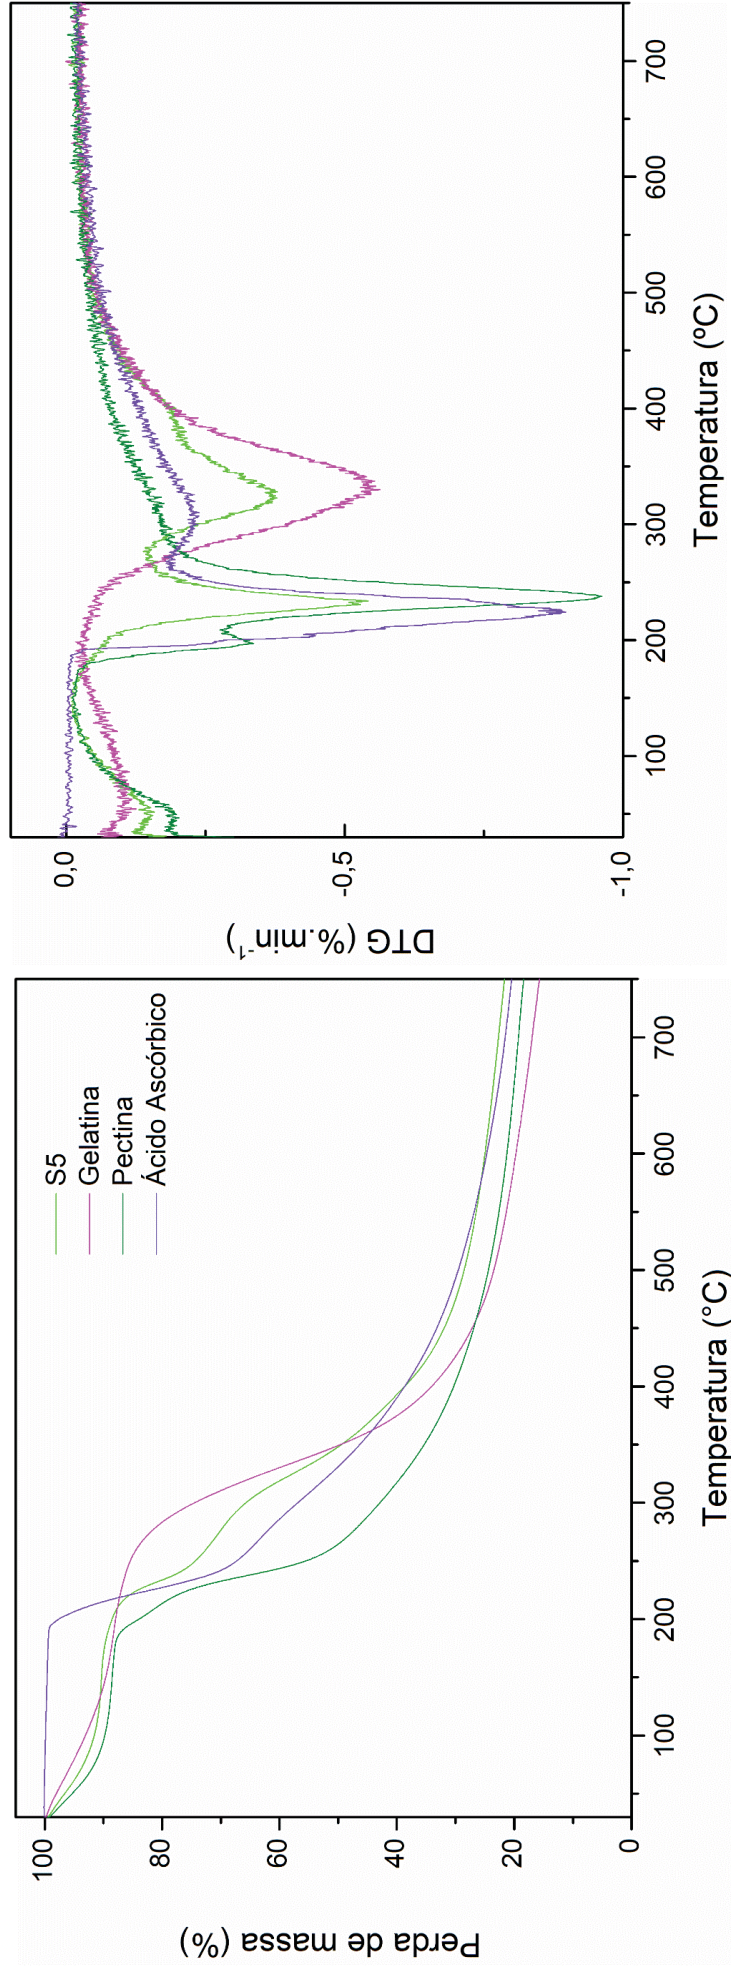 Perda de massa (%)
100
80
60
40
20
0
S5
Gelatina
Pectina
Ácido Ascórbico
100
200
300
400
500
600
700
Temperatura (°C)
DTG (%.min⁻¹)
0,0
-0,5
-1,0
100
200
300
400
500
600
700
Temperatura (ºC)